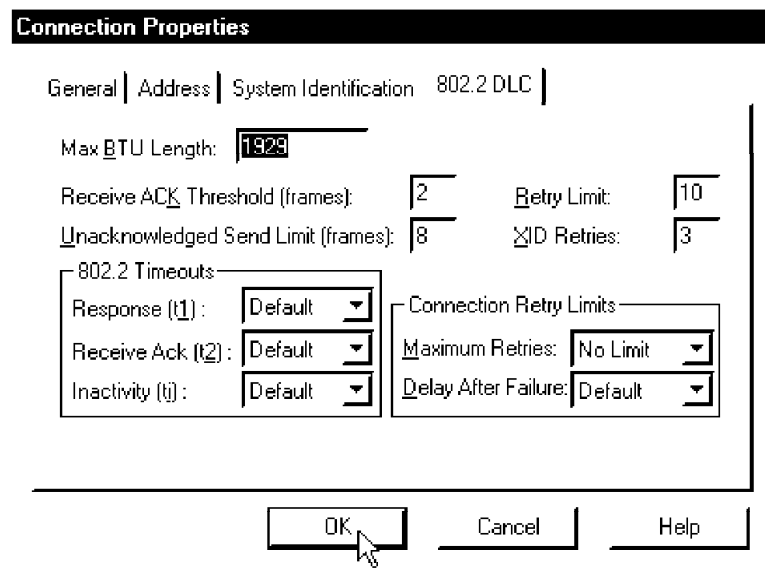 Connection Properties
General Address System Identification 802.2 DLC
Max BTU Length: 1929
Receive ACK Threshold (frames): 2 Retry Limit: 10
Unacknowledged Send Limit (frames): 8 XID Retries: 3
802.2 Timeouts
Response (t1) : Default
Connection Retry Limits
Receive Ack (t2) : Default
Maximum Retries: No Limit
Inactivity (ti) : Default
Delay After Failure: Default
OK Cancel Help